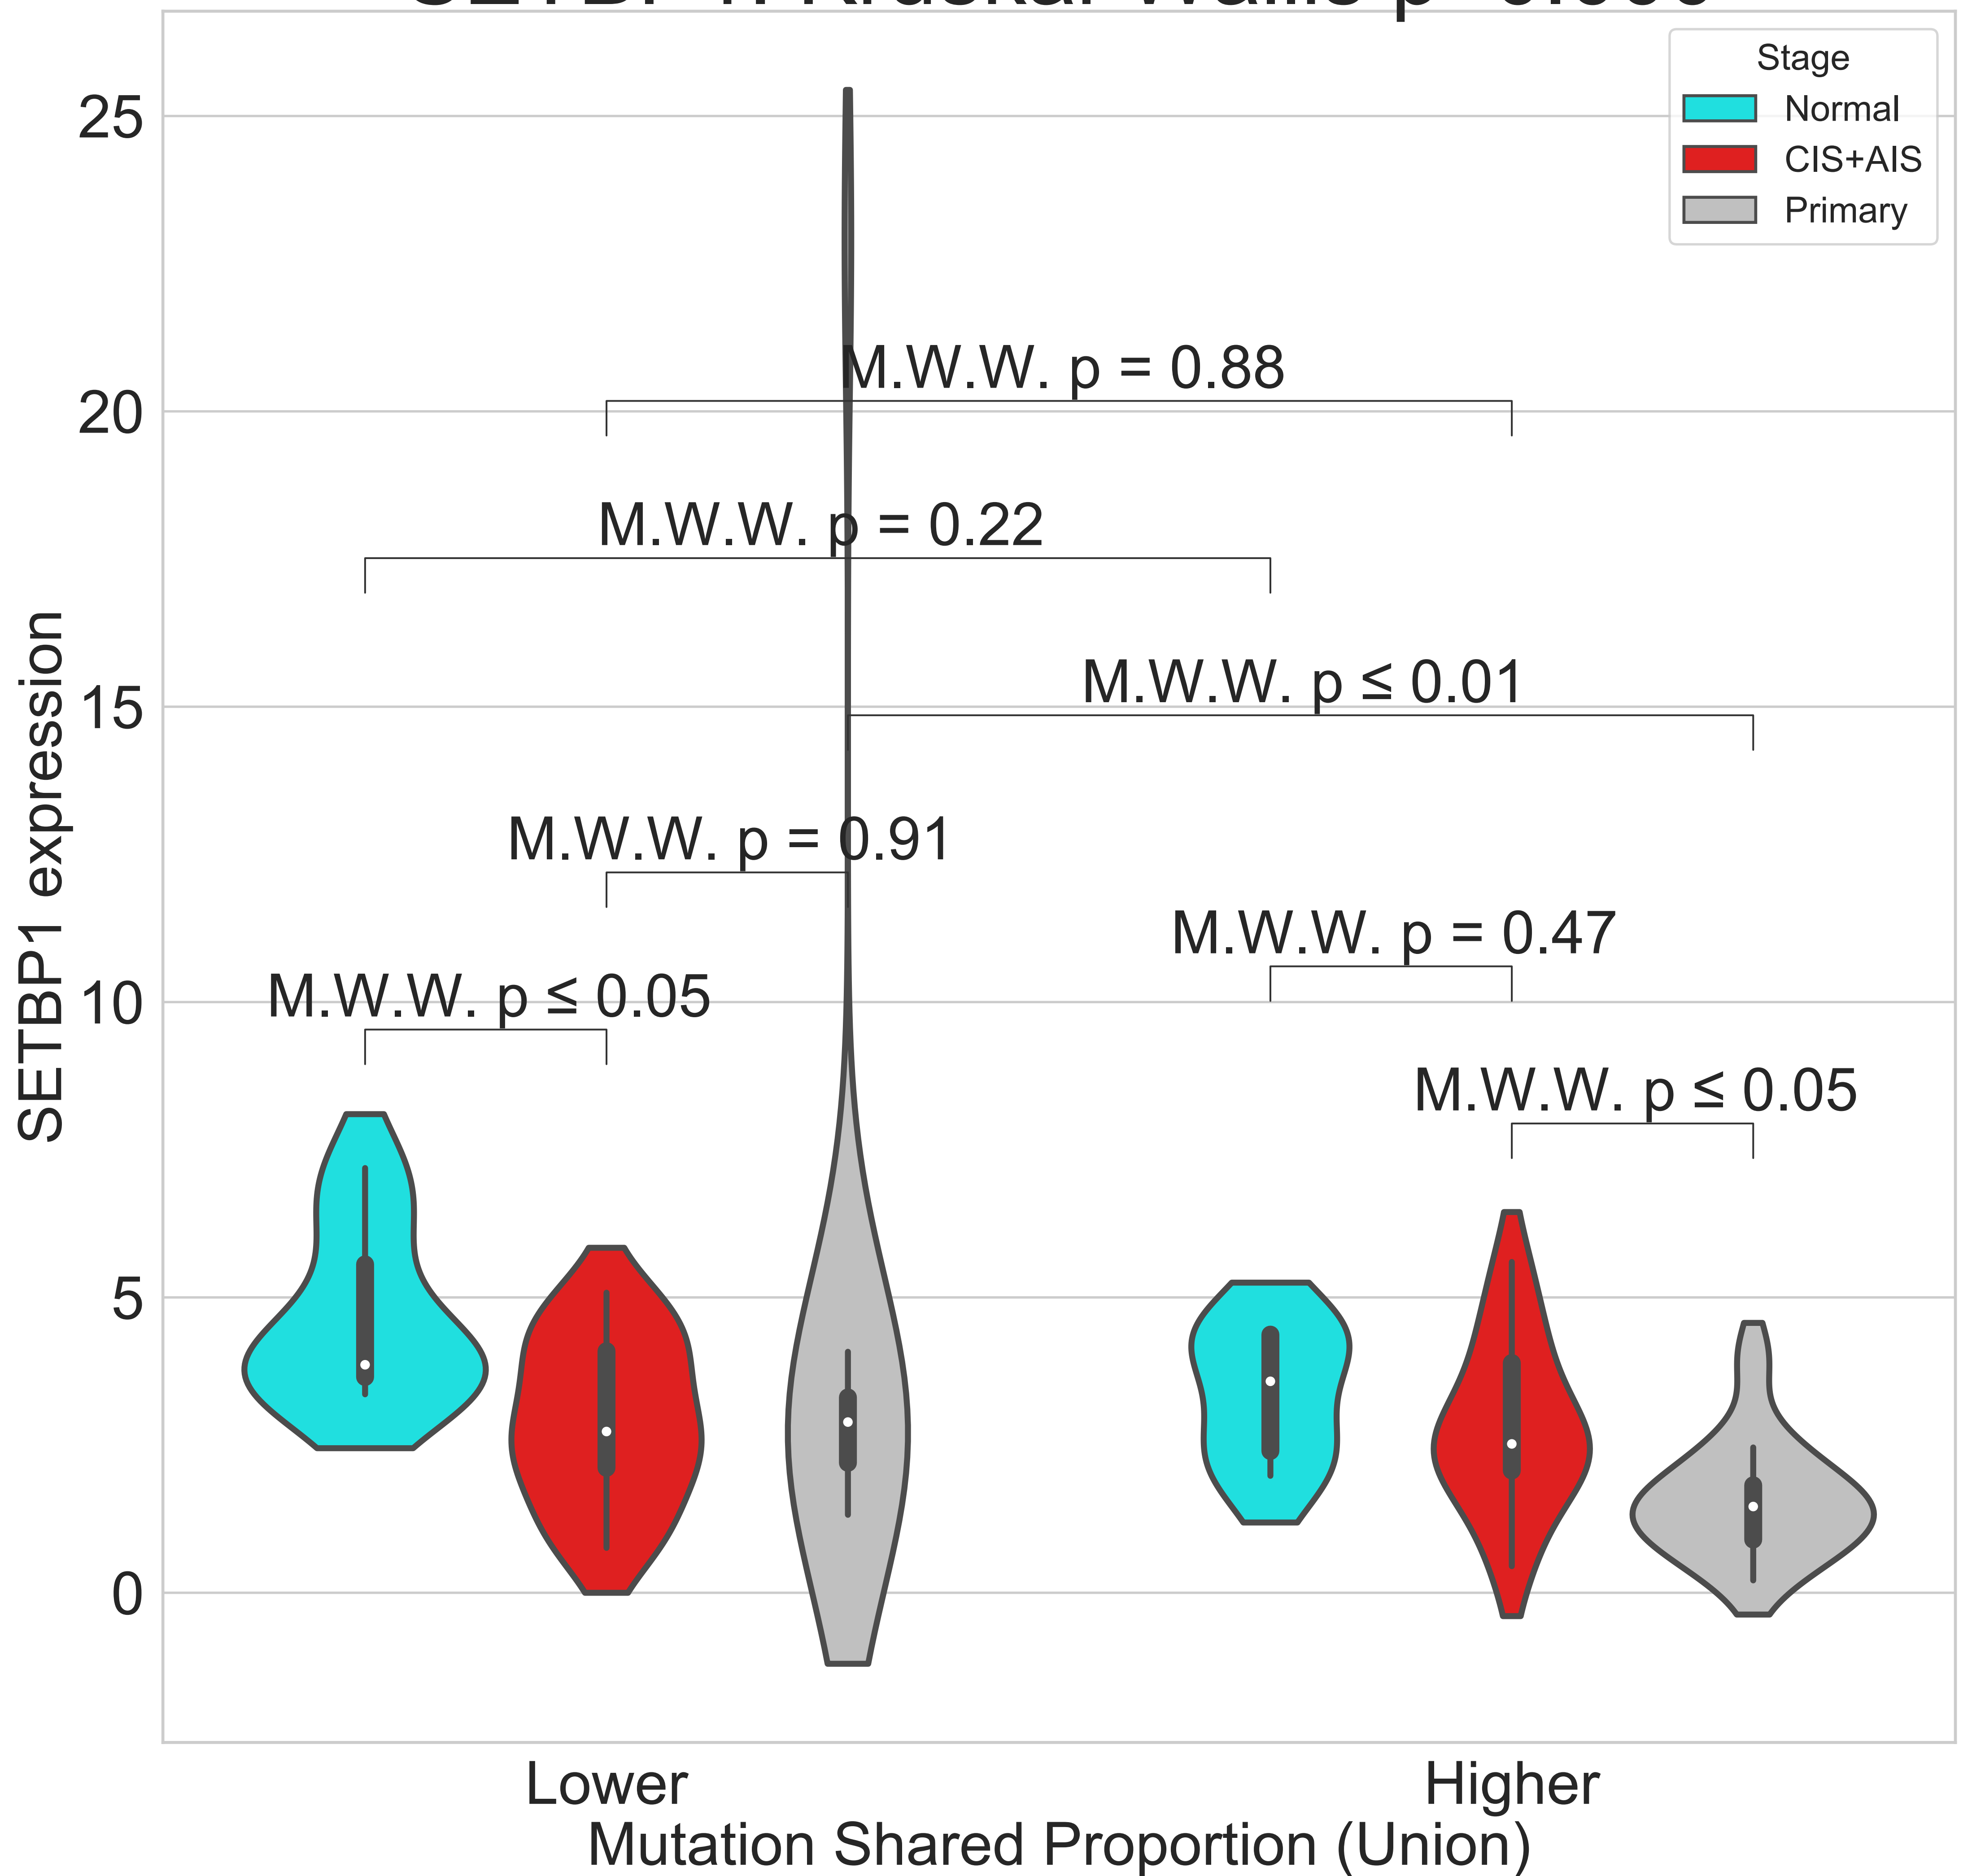 Stage
Normal
CIS+AIS
Primary
25
20
15
10
5
0
SETBP1 expression
M.W.W. p = 0.88
M.W.W. p = 0.22
M.W.W. p ≤ 0.01
M.W.W. p = 0.91
M.W.W. p = 0.47
M.W.W. p ≤ 0.05
M.W.W. p ≤ 0.05
Lower
Higher
Mutation Shared Proportion (Union)